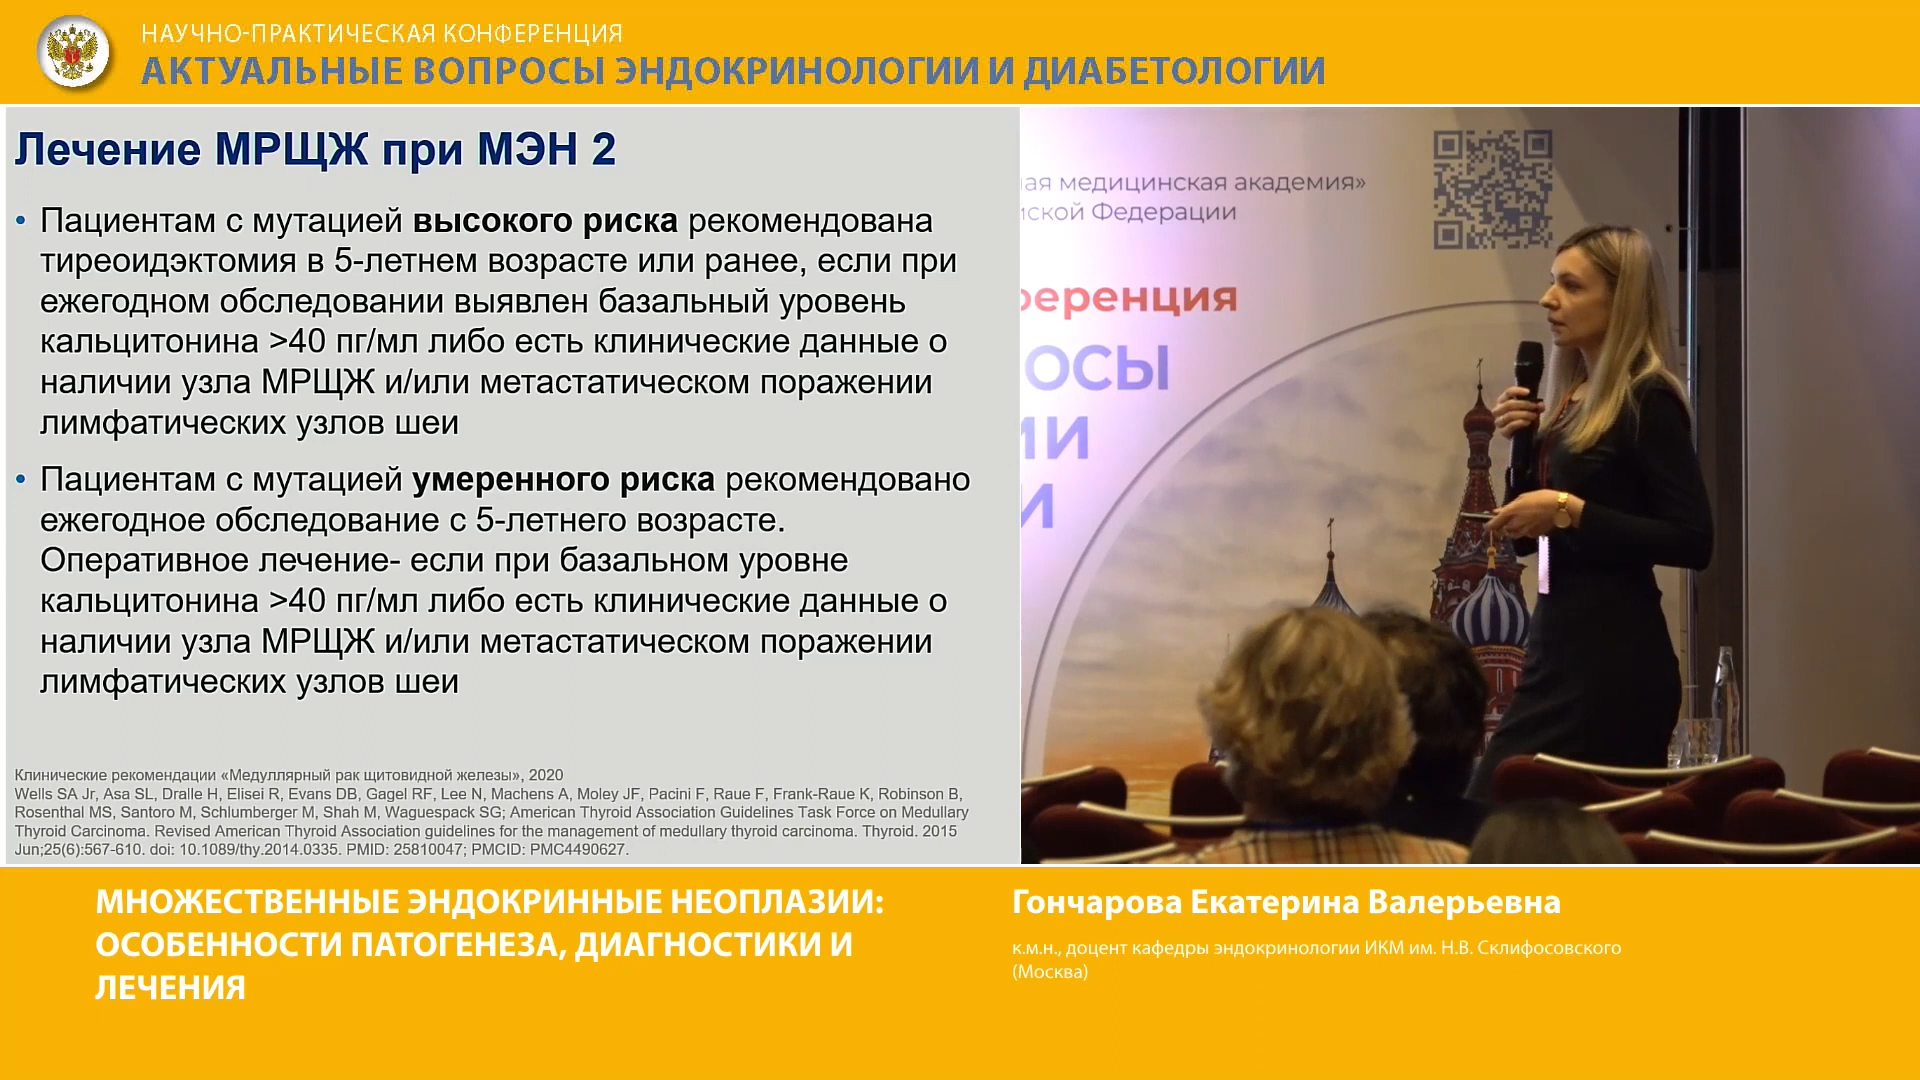 НАУЧНО-ПРАКТИЧЕСКАЯ КОНФЕРЕНЦИЯ
АКТУАЛЬНЫЕ ВОПРОСЫ ЭНДОКРИНОЛОГИИ И ДИАБЕТОЛОГИИ
Лечение МРЩЖ при МЭН 2
• Пациентам с мутацией высокого риска рекомендована
тиреоидэктомия в 5-летнем возрасте или ранее, если при
ежегодном обследовании выявлен базальный уровень
кальцитонина >40 пг/мл либо есть клинические данные о
наличии узла МРЩЖ и/или метастатическом поражении
лимфатических узлов шеи
• Пациентам с мутацией умеренного риска рекомендовано
ежегодное обследование с 5-летнего возрасте.
Оперативное лечение- если при базальном уровне
кальцитонина >40 пг/мл либо есть клинические данные о
наличии узла МРЩЖ и/или метастатическом поражении
лимфатических узлов шеи
Клинические рекомендации «Медуллярный рак щитовидной железы», 2020
Wells SA Jr, Asa SL, Dralle H, Elisei R, Evans DB, Gagel RF, Lee N, Machens A, Moley JF, Pacini F, Raue F, Frank-Raue K, Robinson B,
Rosenthal MS, Santoro M, Schlumberger M, Shah M, Waguespack SG; American Thyroid Association Guidelines Task Force on Medullary
Thyroid Carcinoma. Revised American Thyroid Association guidelines for the management of medullary thyroid carcinoma. Thyroid. 2015
Jun;25(6):567-610. doi: 10.1089/thy.2014.0335. PMID: 25810047; PMCID: PMC4490627.
ная медицинская академия»
йской Федерации
ференция
ОСЫ
ИИ
И
МНОЖЕСТВЕННЫЕ ЭНДОКРИННЫЕ НЕОПЛАЗИИ:
ОСОБЕННОСТИ ПАТОГЕНЕЗА, ДИАГНОСТИКИ И
ЛЕЧЕНИЯ
Гончарова Екатерина Валерьевна
к.м.н., доцент кафедры эндокринологии ИКМ им. Н.В. Склифосовского
(Москва)